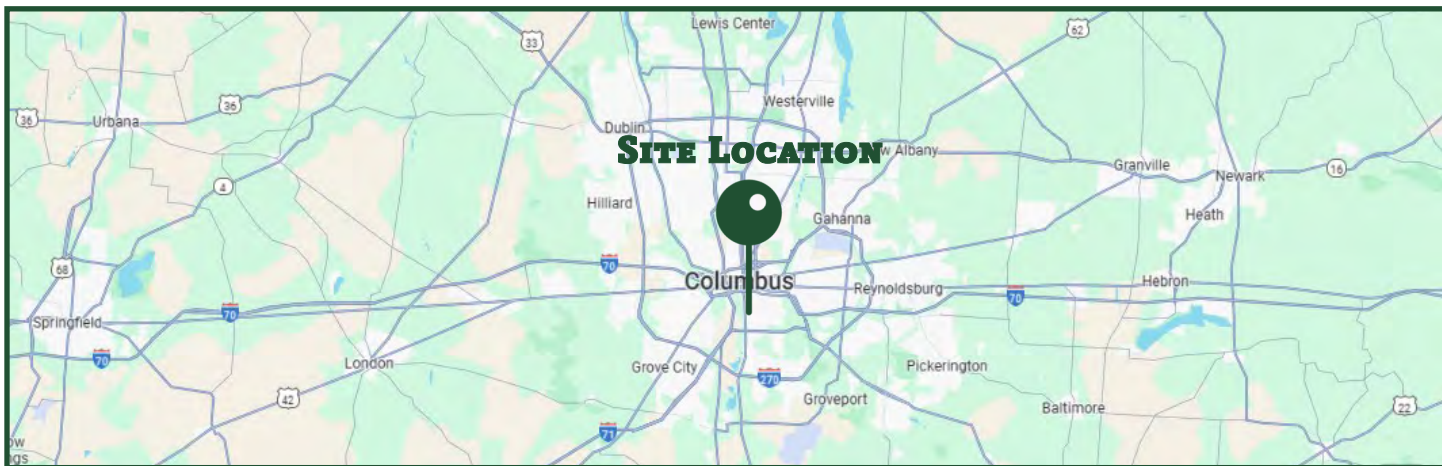 Lewis Center
33
62
36
Urbana
36
Westerville
Dublin
SITE LOCATION
w Albany
Granville
16
Newark
4
Hilliard
Gahanna
Heath
68
70
Columbus
Reynoldsburg
70
Hebron
70
Springfield
70
London
Grove City
270
Pickerington
42
Groveport
Baltimore
22
71
ow
ngs